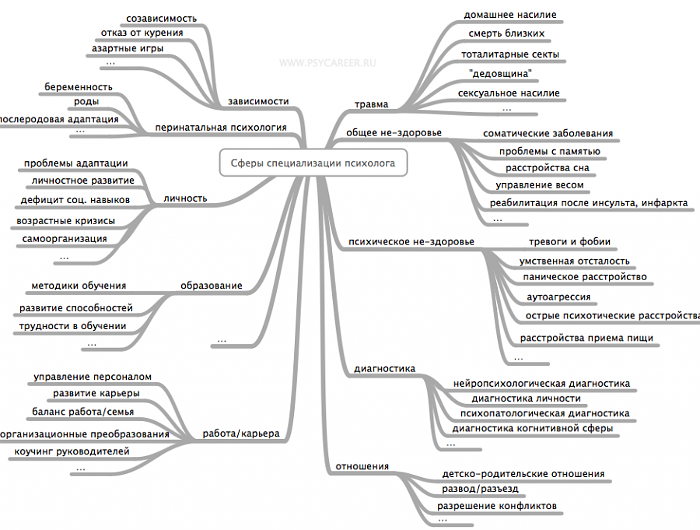 WWW.PSYCAREER.RU
Сферы специализации психолога
зависимости
созависимость
отказ от курения
азартные игры
...
перинатальная психология
беременность
роды
послеродовая адаптация
...
личность
проблемы адаптации
личностное развитие
дефицит соц. навыков
возрастные кризисы
самоорганизация
...
образование
методики обучения
развитие способностей
трудности в обучении
...
...
работа/карьера
управление персоналом
развитие карьеры
баланс работа/семья
организационные преобразования
коучинг руководителей
...
травма
домашнее насилие
смерть близких
тоталитарные секты
"дедовщина"
сексуальное насилие
...
общее не-здоровье
соматические заболевания
проблемы с памятью
расстройства сна
управление весом
реабилитация после инсульта, инфаркта
...
психическое не-здоровье
тревоги и фобии
умственная отсталость
паническое расстройство
аутоагрессия
острые психотические расстройства
расстройства приема пищи
...
диагностика
нейропсихологическая диагностика
диагностика личности
психопатологическая диагностика
диагностика когнитивной сферы
...
отношения
детско-родительские отношения
развод/разъезд
разрешение конфликтов
...